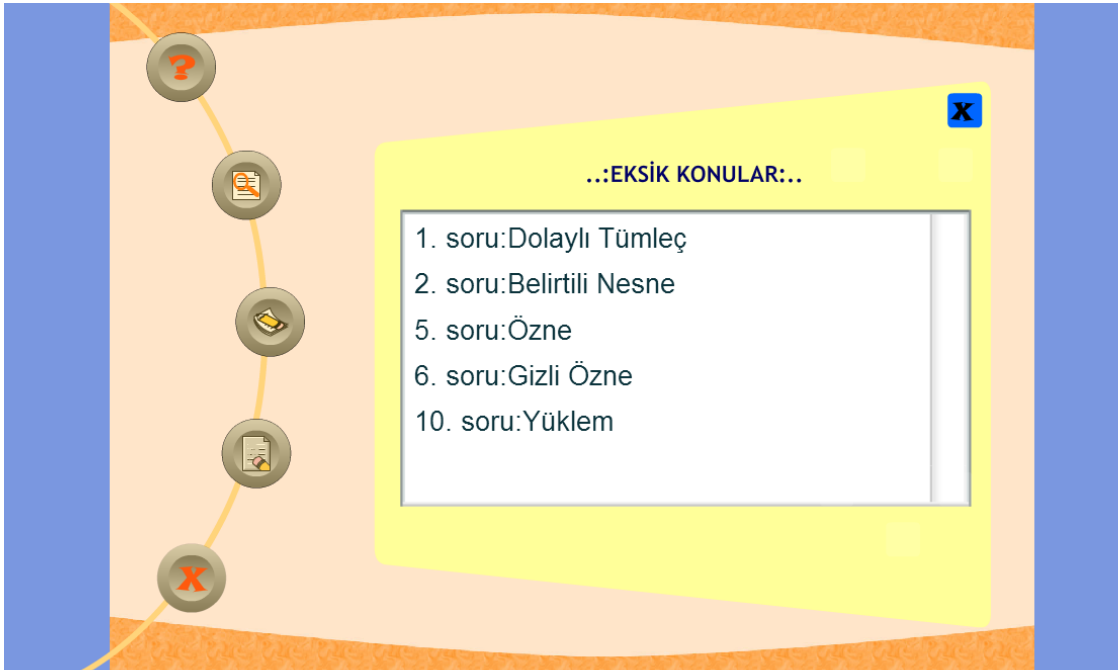 ?
X
..:EKSİK KONULAR:..
1. soru:Dolaylı Tümleç
2. soru:Belirtili Nesne
5. soru:Özne
6. soru:Gizli Özne
10. soru:Yüklem
X